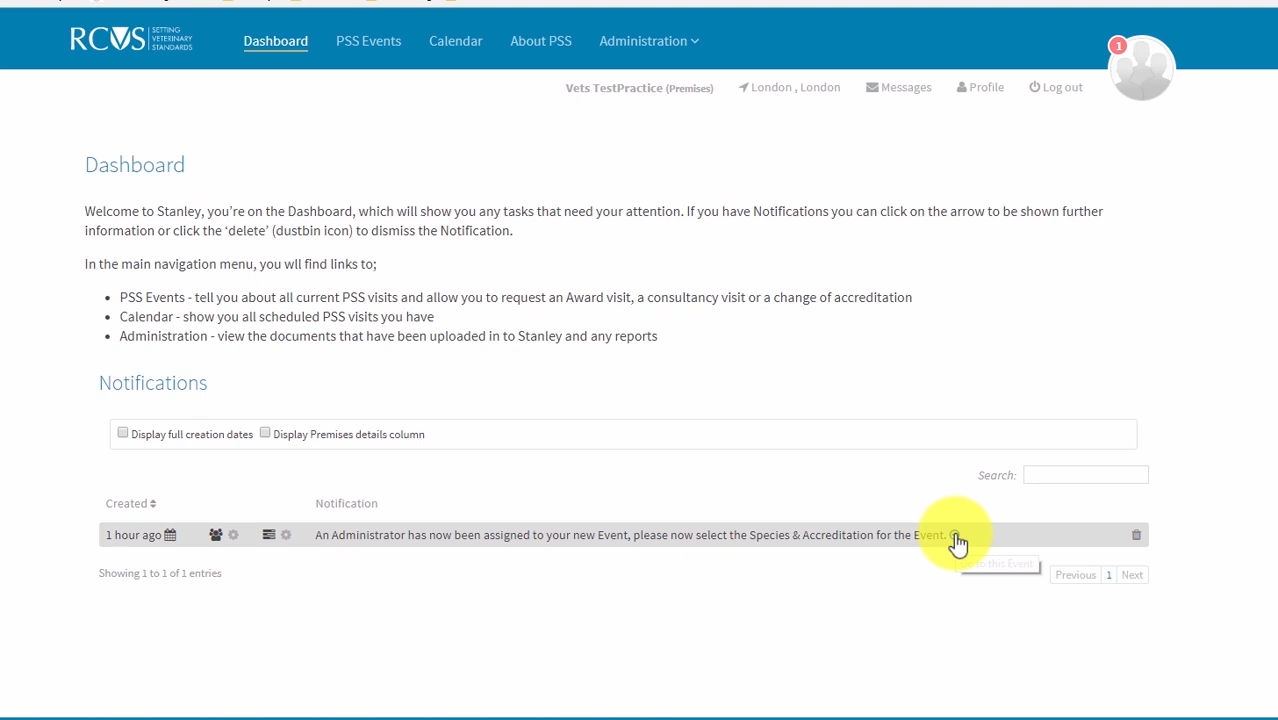 RCVS SETTING VETERINARY STANDARDS
Dashboard PSS Events Calendar About PSS Administration
1
Vets TestPractice (Premises) London , London Messages Profile Log out
Dashboard
Welcome to Stanley, you're on the Dashboard, which will show you any tasks that need your attention. If you have Notifications you can click on the arrow to be shown further
information or click the 'delete' (dustbin icon) to dismiss the Notification.
In the main navigation menu, you wll find links to;
• PSS Events - tell you about all current PSS visits and allow you to request an Award visit, a consultancy visit or a change of accreditation
• Calendar - show you all scheduled PSS visits you have
• Administration - view the documents that have been uploaded in to Stanley and any reports
Notifications
Display full creation dates Display Premises details column
Search:
Created Notification
1 hour ago An Administrator has now been assigned to your new Event, please now select the Species & Accreditation for the Event.
to this Event
Showing 1 to 1 of 1 entries
Previous 1 Next